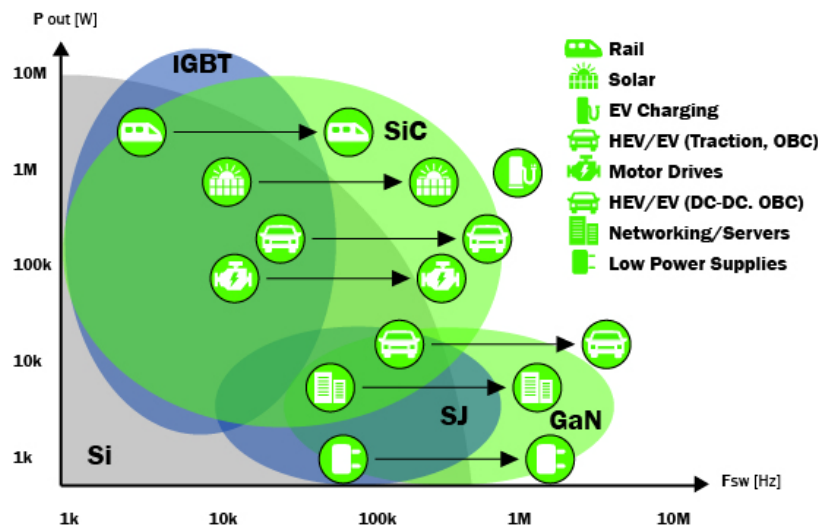 P out [W]
10M
1M
100k
10k
1k
IGBT
SiC
Si
SJ
GaN
Rail
Solar
EV Charging
HEV/EV (Traction, OBC)
Motor Drives
HEV/EV (DC-DC. OBC)
Networking/Servers
Low Power Supplies
Fsw [Hz]
1k
10k
100k
1M
10M